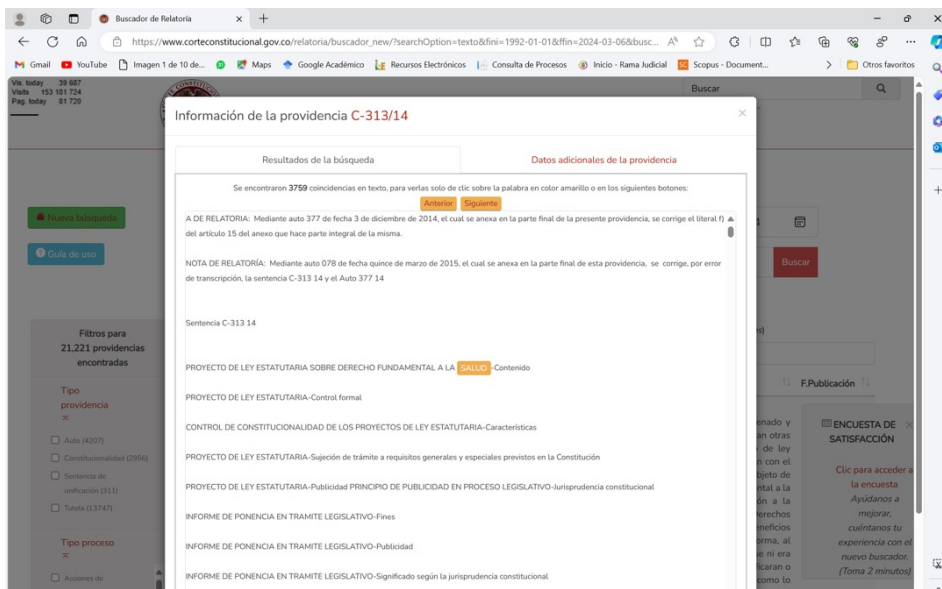 Buscador de Relatoría
https://www.corteconstitucional.gov.co/relatoria/buscador_new/?searchOption=texto&fini=1992-01-01&ffin=2024-03-06&busc...
Gmail YouTube Imagen 1 de 10 de... Maps Google Académico Recursos Electrónicos Consulta de Procesos Inicio - Rama Judicial Scopus - Document... Otros favoritos
Vis. today 39 687
Visits 153 181 724
Pag. today 81 720
Buscar
Información de la providencia C-313/14
Resultados de la búsqueda Datos adicionales de la providencia
Se encontraron 3759 coincidencias en texto, para verlas solo de clic sobre la palabra en color amarillo o en los siguientes botones:
Anterior Siguiente
A DE RELATORIA: Mediante auto 377 de fecha 3 de diciembre de 2014, el cual se anexa en la parte final de la presente providencia, se corrige el literal f)
del artículo 15 del anexo que hace parte integral de la misma.
NOTA DE RELATORÍA: Mediante auto 078 de fecha quince de marzo de 2015, el cual se anexa en la parte final de esta providencia, se corrige, por error
de transcripción, la sentencia C-313 14 y el Auto 377 14
Sentencia C-313 14
PROYECTO DE LEY ESTATUTARIA SOBRE DERECHO FUNDAMENTAL A LA SALUD -Contenido
PROYECTO DE LEY ESTATUTARIA-Control formal
CONTROL DE CONSTITUCIONALIDAD DE LOS PROYECTOS DE LEY ESTATUTARIA-Características
PROYECTO DE LEY ESTATUTARIA-Sujeción de trámite a requisitos generales y especiales previstos en la Constitución
PROYECTO DE LEY ESTATUTARIA-Publicidad PRINCIPIO DE PUBLICIDAD EN PROCESO LEGISLATIVO-Jurisprudencia constitucional
INFORME DE PONENCIA EN TRAMITE LEGISLATIVO-Fines
INFORME DE PONENCIA EN TRAMITE LEGISLATIVO-Publicidad
INFORME DE PONENCIA EN TRAMITE LEGISLATIVO-Significado según la jurisprudencia constitucional
Nueva búsqueda
Guía de uso
Filtros para
21,221 providencias
encontradas
Tipo
providencia
Auto (4207)
Constitucionalidad (2956)
Sentencia de
unificación (311)
Tutela (13747)
Tipo proceso
Acciones de
Buscar
F.Publicación
ENCUESTA DE
SATISFACCIÓN
Clic para acceder a
la encuesta
Ayúdanos a
mejorar,
cuéntanos tu
experiencia con el
nuevo buscador.
(Toma 2 minutos)